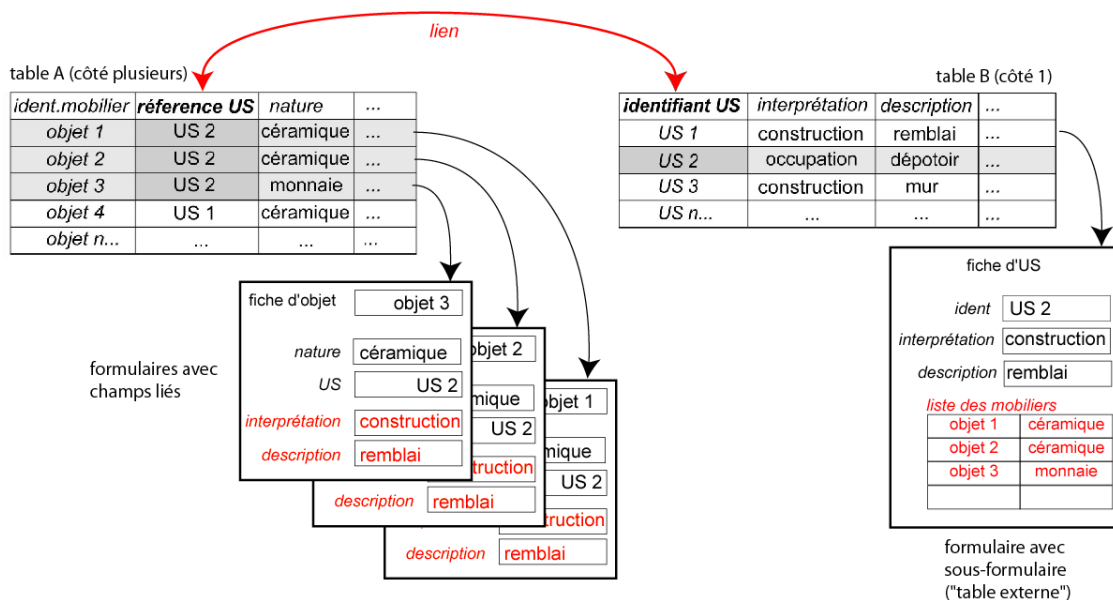 lien
table A (côté plusieurs)
ident.mobilier réference US nature ...
objet 1 US 2 céramique ...
objet 2 US 2 céramique ...
objet 3 US 2 monnaie ...
objet 4 US 1 céramique ...
objet n... ... ... ...
table B (côté 1)
identifiant US interprétation description ...
US 1 construction remblai ...
US 2 occupation dépotoir ...
US 3 construction mur ...
US n... ... ... ...
formulaires avec
champs liés
fiche d'objet objet 3
nature céramique
US US 2
interprétation construction
description remblai
objet 2
mique
US 2
truction
description remblai
bjet 1
mique
US 2
truction
description remblai
fiche d'US
ident US 2
interprétation construction
description remblai
liste des mobiliers
objet 1 céramique
objet 2 céramique
objet 3 monnaie
formulaire avec
sous-formulaire
("table externe")